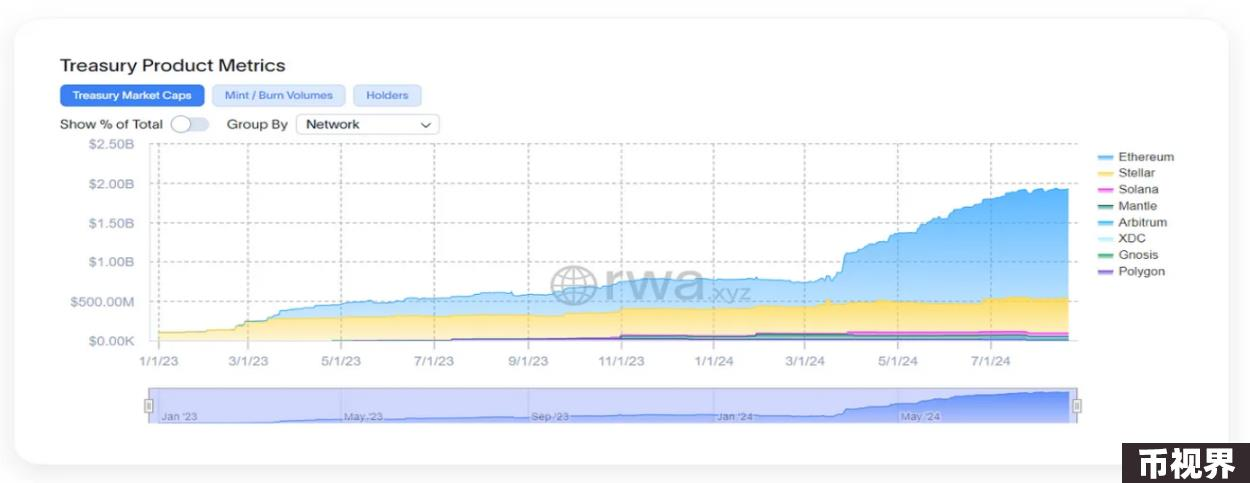 Treasury Product Metrics
Treasury Market Caps Mint / Burn Volumes Holders
Show % of Total Group By Network
$2.50B
$2.00B
$1.50B
$1.00B
$500.00M
$0.00K
Ethereum
Stellar
Solana
Mantle
Arbitrum
XDC
Gnosis
Polygon
rwa.xyz
1/1/23 3/1/23 5/1/23 7/1/23 9/1/23 11/1/23 1/1/24 3/1/24 5/1/24 7/1/24
Jan '23 May '23 Sep '23 Jan '24 May '24
币视界